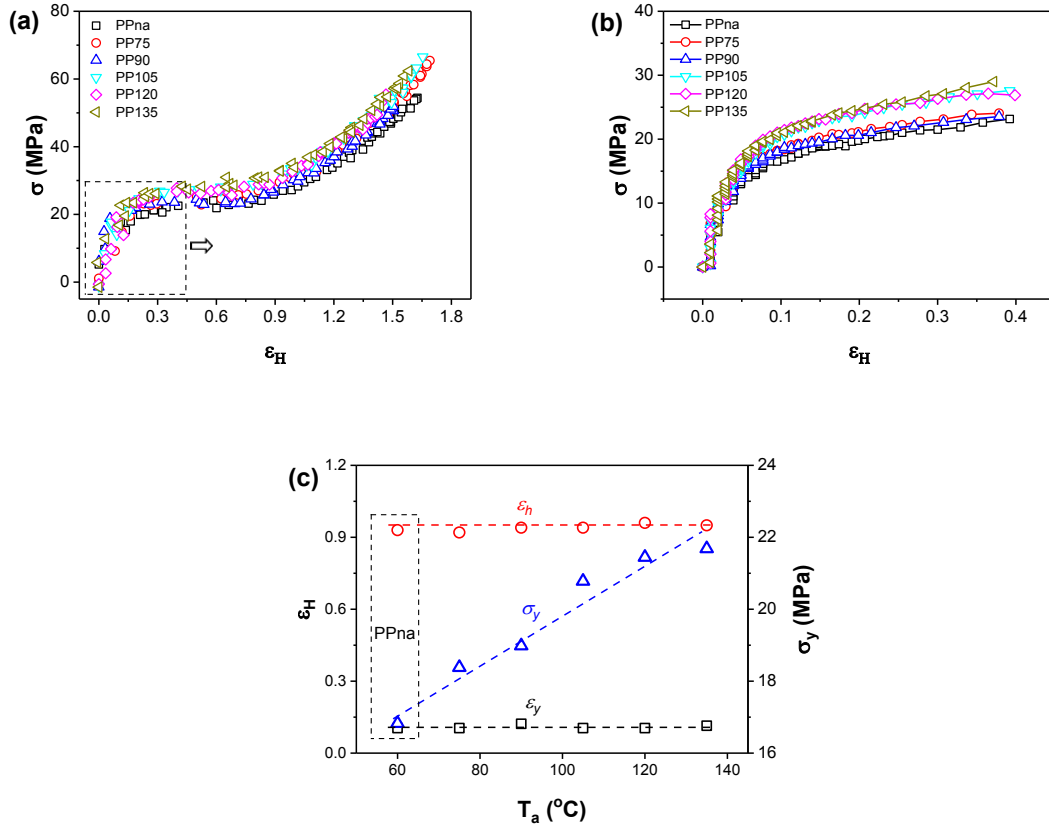 (a)
PPna
PP75
PP90
PP105
PP120
PP135
80
60
40
20
0
σ (MPa)
0.0 0.3 0.6 0.9 1.2 1.5 1.8
εH
(b)
PPna
PP75
PP90
PP105
PP120
PP135
40
30
20
10
0
σ (MPa)
0.0 0.1 0.2 0.3 0.4
εH
(c)
1.2
0.9
0.6
0.3
0.0
εH
εh
σy
PPna
εy
24
22
20
18
16
σy (MPa)
60 80 100 120 140
Ta (oC)